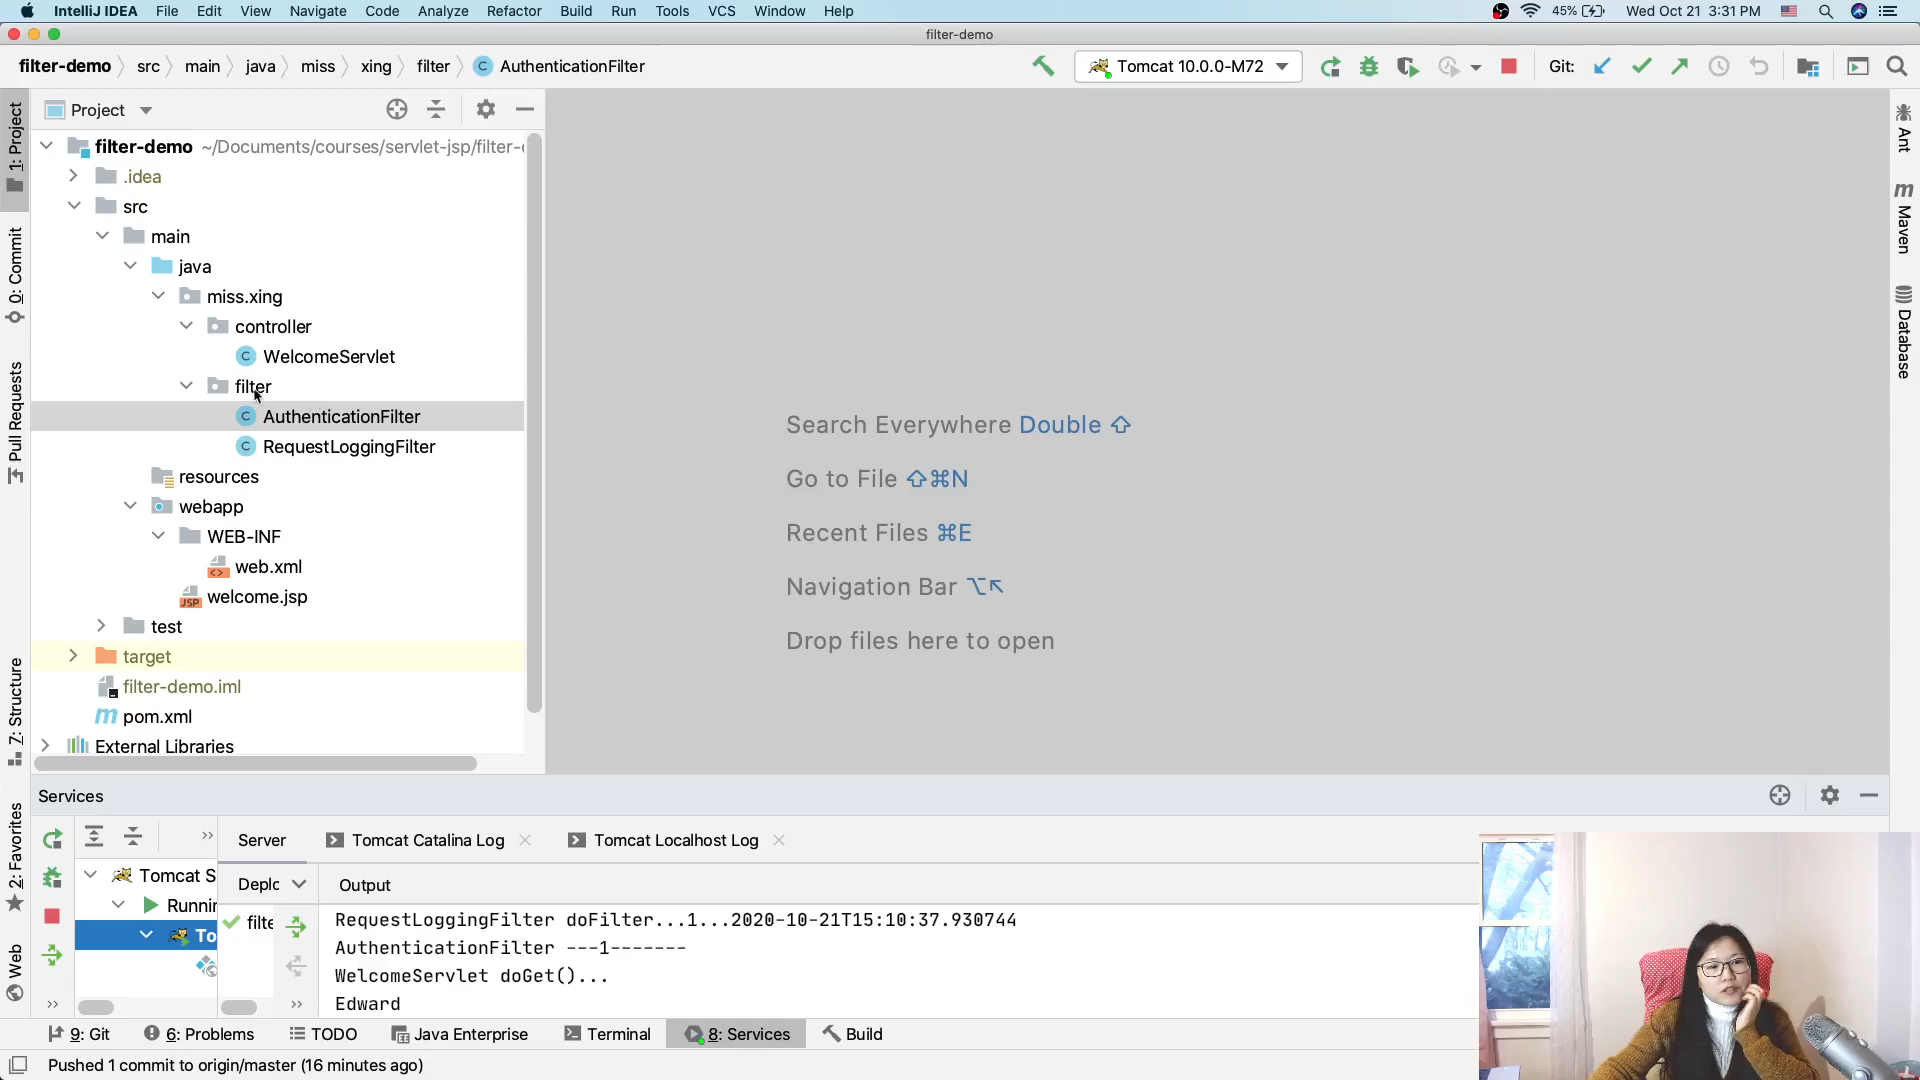 IntelliJ IDEA File Edit View Navigate Code Analyze Refactor Build Run Tools VCS Window Help 45% Wed Oct 21 3:31 PM
filter-demo
filter-demo src main java miss xing filter C AuthenticationFilter Tomcat 10.0.0-M72 Git:
Project
filter-demo ~/Documents/courses/servlet-jsp/filter-
.idea
src
main
java
miss.xing
controller
C WelcomeServlet
filter
C AuthenticationFilter
C RequestLoggingFilter
resources
webapp
WEB-INF
web.xml
JSP welcome.jsp
test
target
filter-demo.iml
m pom.xml
External Libraries
1: Project
0: Commit
Pull Requests
Z: Structure
2: Favorites
Web
Search Everywhere Double ⇧
Go to File ⇧⌘N
Recent Files ⌘E
Navigation Bar ⌥↖
Drop files here to open
Ant
m Maven
Database
Services
Server Tomcat Catalina Log Tomcat Localhost Log
Tomcat S
Runnin
To
Deplo
filte
Output
RequestLoggingFilter doFilter...1...2020-10-21T15:10:37.930744
AuthenticationFilter ---1-------
WelcomeServlet doGet()...
Edward
9: Git 6: Problems TODO Java Enterprise Terminal 8: Services Build
Pushed 1 commit to origin/master (16 minutes ago)